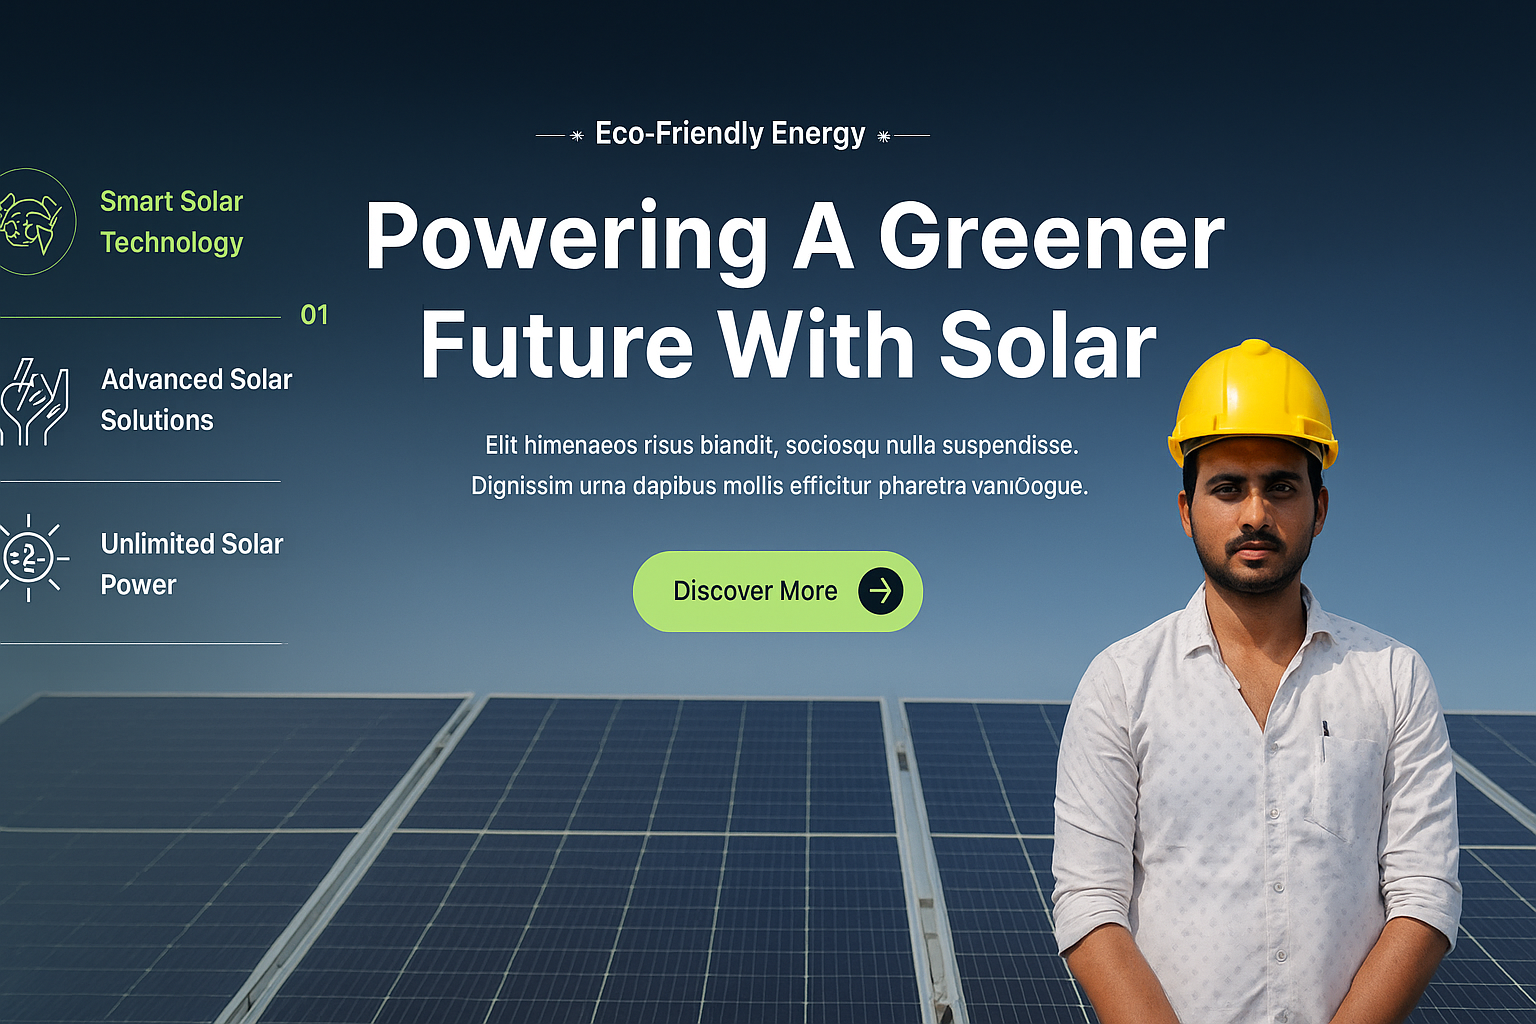 Eco-Friendly Energy
Powering A Greener
Future With Solar
Elit himenaeos risus biandit, sociosqu nulla suspendisse.
Dignissim urna dapibus mollis efficitur pharetra
Discover More
Smart Solar
Technology
01
Advanced Solar
Solutions
Unlimited Solar
Power